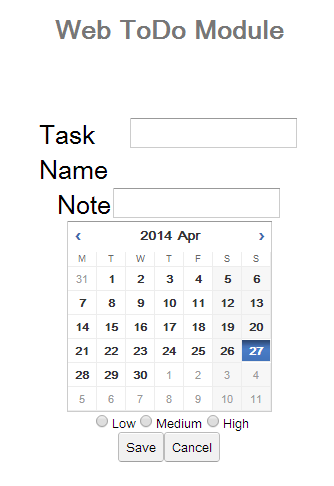 Web ToDo Module
Task
Name
Note
‹ 2014 Apr ›
M T W T F S S
31 1 2 3 4 5 6
7 8 9 10 11 12 13
14 15 16 17 18 19 20
21 22 23 24 25 26 27
28 29 30 1 2 3 4
5 6 7 8 9 10 11
Low Medium High
Submit Cancel